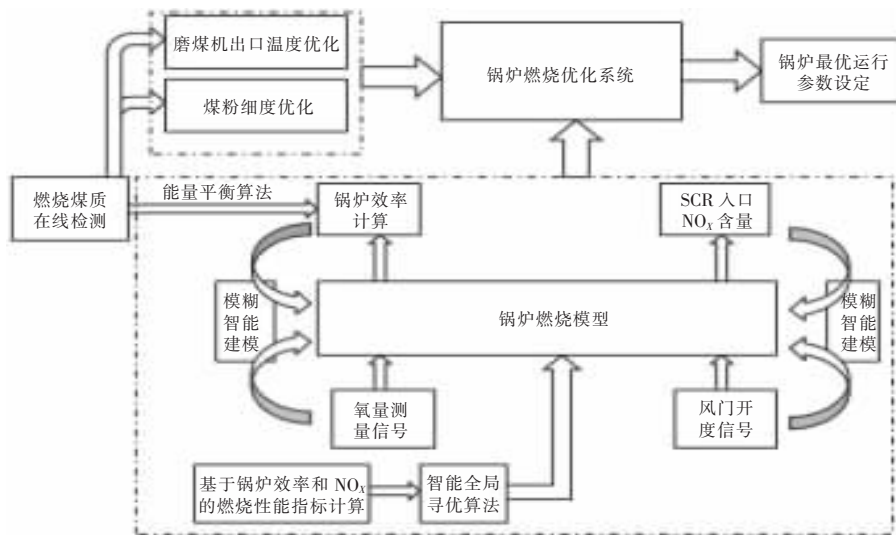 磨煤机出口温度优化
煤粉细度优化
锅炉燃烧优化系统
锅炉最优运行
参数设定
燃烧煤质
在线检测
能量平衡算法
锅炉效率
计算
SCR 入口
NOX 含量
模糊
智能
建模
锅炉燃烧模型
模糊
智能
建模
氧量测
量信号
风门开
度信号
基于锅炉效率和 NOX
的燃烧性能指标计算
智能全局
寻优算法